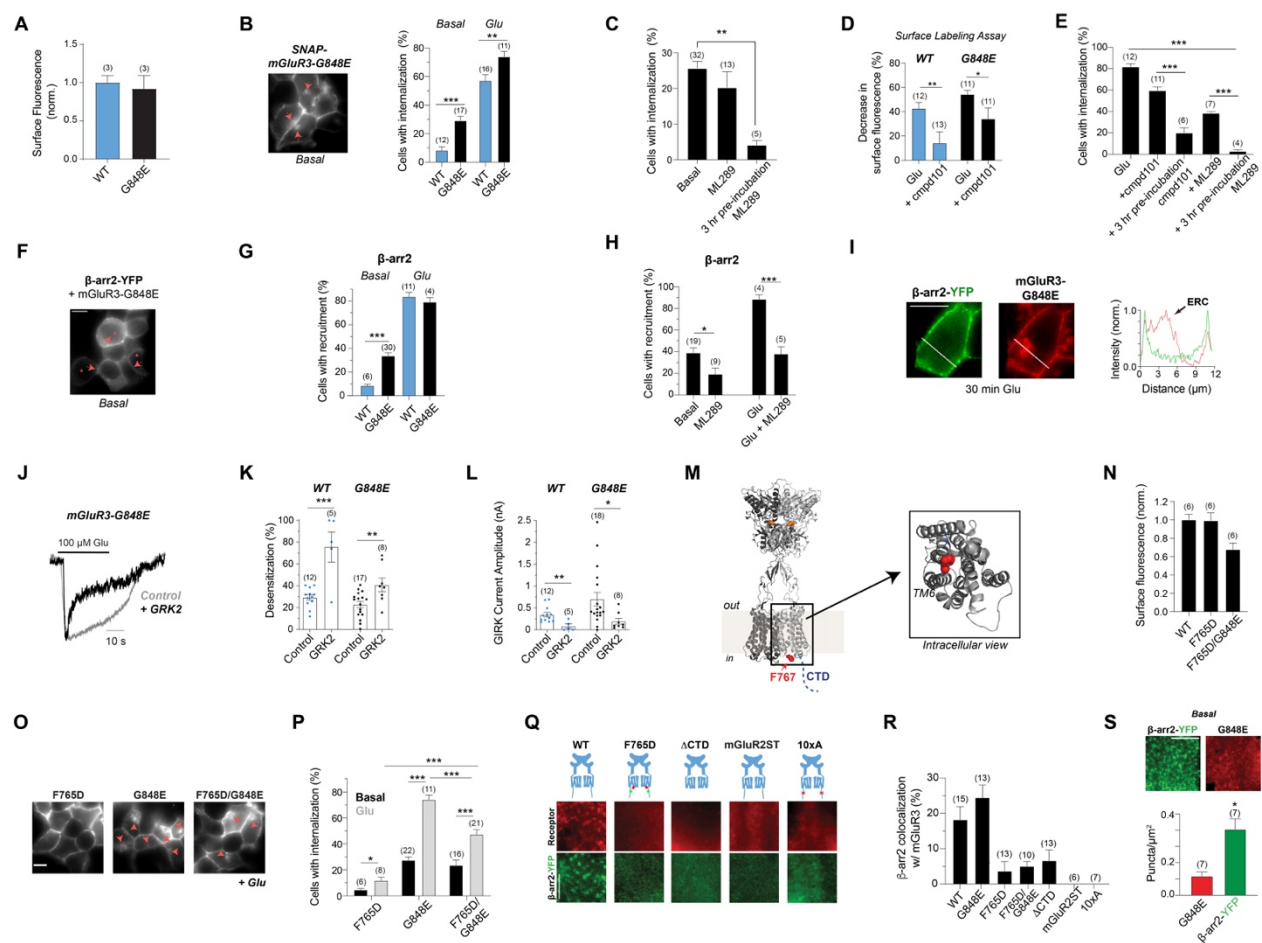 A
Surface Fluorescence
(norm.)
1.5
1.0
0.5
0.0
(3)
(3)
WT
G848E
B
SNAP-
mGluR3-G848E
Basal
Cells with internalization (%)
100
80
60
40
20
0
Basal
Glu
***
**
(12)
(17)
(16)
(11)
WT
G848E
WT
G848E
C
Cells with internalization (%)
30
20
10
0
**
(32)
(13)
(5)
Basal
ML289
3 hr pre-incubation
ML289
D
Surface Labeling Assay
WT
G848E
Decrease in
surface fluorescence (%)
80
60
40
20
0
**
*
(12)
(13)
(11)
(11)
Glu
+ cmpd101
Glu
+ cmpd101
E
Cells with internalization (%)
100
80
60
40
20
0
***
***
***
(12)
(11)
(6)
(7)
(4)
Glu
+cmpd101
+ 3 hr pre-incubation
cmpd101
+ ML289
+ 3 hr pre-incubation
ML289
F
β-arr2-YFP
+ mGluR3-G848E
Basal
G
β-arr2
Basal
Glu
Cells with recruitment (%)
80
60
40
20
0
***
(6)
(30)
(11)
(4)
WT
G848E
WT
G848E
H
β-arr2
Cells with recruitment (%)
100
80
60
40
20
0
*
***
(19)
(9)
(4)
(5)
Basal
ML289
Glu
Glu + ML289
I
β-arr2-YFP
mGluR3-
G848E
30 min Glu
Intensity (norm.)
1.0
0.0
ERC
0 3 6 9 12
Distance (µm)
J
mGluR3-G848E
100 µM Glu
Control
+ GRK2
10 s
K
WT
G848E
Desensitization (%)
100
80
60
40
20
0
***
**
(12)
(5)
(17)
(8)
Control
GRK2
Control
GRK2
L
WT
G848E
GIRK Current Amplitude (nA)
2.5
2.0
1.5
1.0
0.5
0
**
*
(12)
(5)
(18)
(8)
Control
GRK2
Control
GRK2
M
out
in
F767
CTD
TM6
Intracellular view
N
Surface fluorescence (norm.)
1.2
1.0
0.8
0.6
0.4
0.2
0.0
(6)
(6)
(6)
WT
F765D
F765D/G848E
O
F765D
G848E
F765D/G848E
+ Glu
P
Cells with internalization (%)
100
80
60
40
20
0
Basal
Glu
***
***
***
***
*
(6)
(8)
(22)
(11)
(16)
(21)
F765D
G848E
F765D/
G848E
Q
WT
F765D
ΔCTD
mGluR2ST
10xA
Receptor
β-arr2-YFP
R
β-arr2 colocalization
w/ mGluR3 (%)
30
20
10
0
(15)
(13)
(13)
(10)
(13)
(6)
(7)
WT
G848E
F765D
F765D/
G848E
ΔCTD
mGluR2ST
10xA
S
Basal
β-arr2-YFP
G848E
Puncta/µm²
0.4
0.2
0
(7)
*
(7)
G848E
β-arr2-YFP